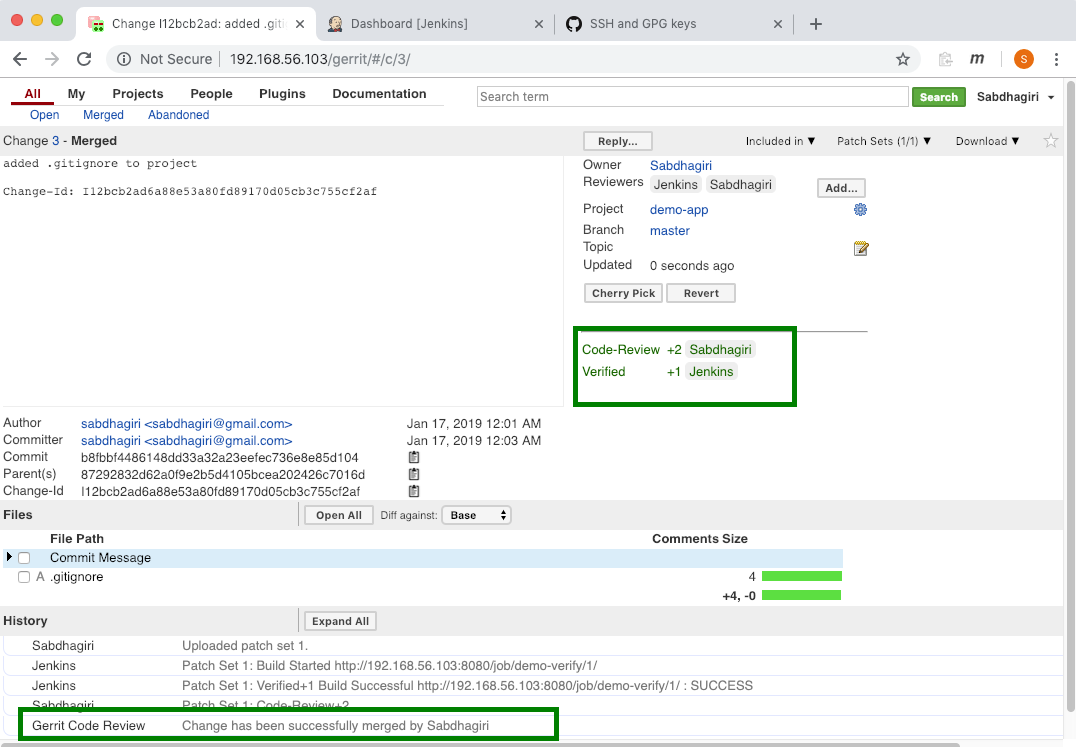 Change I12bcb2ad: added .giti
Dashboard [Jenkins]
SSH and GPG keys
Not Secure 192.168.56.103/gerrit/#/c/3/
m
S
All My Projects People Plugins Documentation
Search term
Search
Sabdhagiri
Open Merged Abandoned
Change 3 - Merged
Reply...
Included in ▼ Patch Sets (1/1) ▼ Download ▼
added .gitignore to project
Change-Id: I12bcb2ad6a88e53a80fd89170d05cb3c755cf2af
Owner Sabdhagiri
Reviewers Jenkins Sabdhagiri
Add...
Project demo-app
Branch master
Topic
Updated 0 seconds ago
Cherry Pick Revert
Code-Review +2 Sabdhagiri
Verified +1 Jenkins
Author sabdhagiri <sabdhagiri@gmail.com> Jan 17, 2019 12:01 AM
Committer sabdhagiri <sabdhagiri@gmail.com> Jan 17, 2019 12:03 AM
Commit b8fbbf4486148dd33a32a23eefec736e8e85d104
Parent(s) 87292832d62a0f9e2b5d4105bcea202426c7016d
Change-Id I12bcb2ad6a88e53a80fd89170d05cb3c755cf2af
Files Open All Diff against: Base
File Path Comments Size
Commit Message
A .gitignore 4
+4, -0
History Expand All
Sabdhagiri Uploaded patch set 1.
Jenkins Patch Set 1: Build Started http://192.168.56.103:8080/job/demo-verify/1/
Jenkins Patch Set 1: Verified+1 Build Successful http://192.168.56.103:8080/job/demo-verify/1/ : SUCCESS
Sabdhagiri Patch Set 1: Code-Review+2
Gerrit Code Review Change has been successfully merged by Sabdhagiri